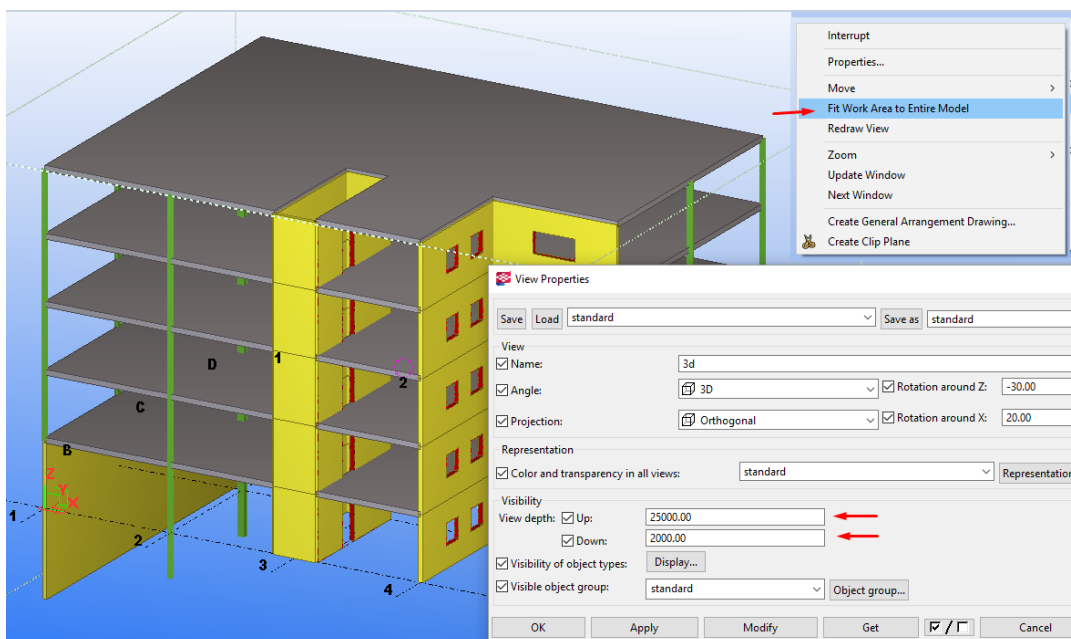 Interrupt
Properties...
Move
Fit Work Area to Entire Model
Redraw View
Zoom
Update Window
Next Window
Create General Arrangement Drawing...
Create Clip Plane
D
1
2
C
B
Z
Y
X
1
2
3
4
View Properties
Save Load standard Save as standard
View
Name: 3d
Angle: 3D Rotation around Z: -30.00
Projection: Orthogonal Rotation around X: 20.00
Representation
Color and transparency in all views: standard Representation
Visibility
View depth: Up: 25000.00
Down: 2000.00
Visibility of object types: Display...
Visible object group: standard Object group...
OK Apply Modify Get / Cancel